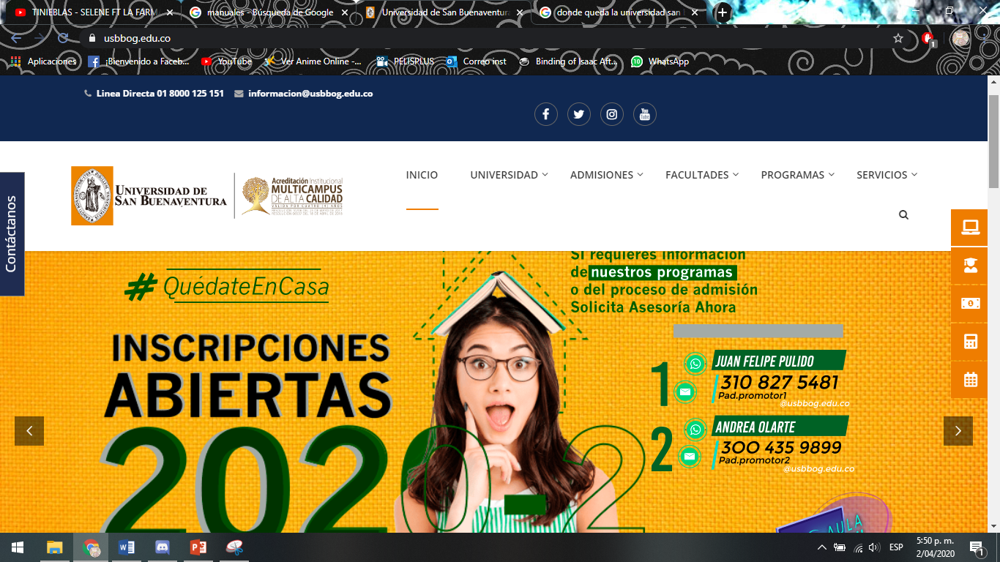 TINIEBLAS - SELENE FT LA FARM
manuales - Búsqueda de Google
Universidad de San Buenaventura
donde queda la universidad san
usbbog.edu.co
Aplicaciones
¡Bienvenido a Faceb...
YouTube
Ver Anime Online -...
PELISPLUS
Correo inst
Binding of Isaac Aft...
WhatsApp
Linea Directa 01 8000 125 151
informacion@usbbog.edu.co
UNIVERSIDAD DE
SAN BUENAVENTURA
Acreditación Institucional
MULTICAMPUS
DE ALTA CALIDAD
INICIO
UNIVERSIDAD
ADMISIONES
FACULTADES
PROGRAMAS
SERVICIOS
Contáctanos
#QuédateEnCasa
INSCRIPCIONES
ABIERTAS
2020-2
Si requieres información
de nuestros programas
o del proceso de admisión
Solicita Asesoría Ahora
1
JUAN FELIPE PULIDO
310 827 5481
Pad.promotor1
@usbbog.edu.co
2
ANDREA OLARTE
300 435 9899
Pad.promotor2
@usbbog.edu.co
AULA
ESP
5:50 p. m.
2/04/2020